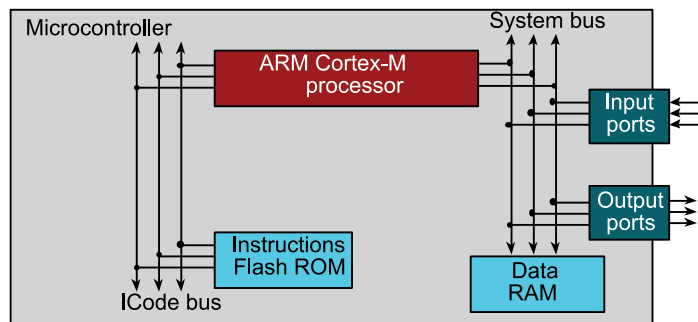 Microcontroller
System bus
ARM Cortex-M
processor
Input
ports
Output
ports
Instructions
Flash ROM
Data
RAM
ICode bus